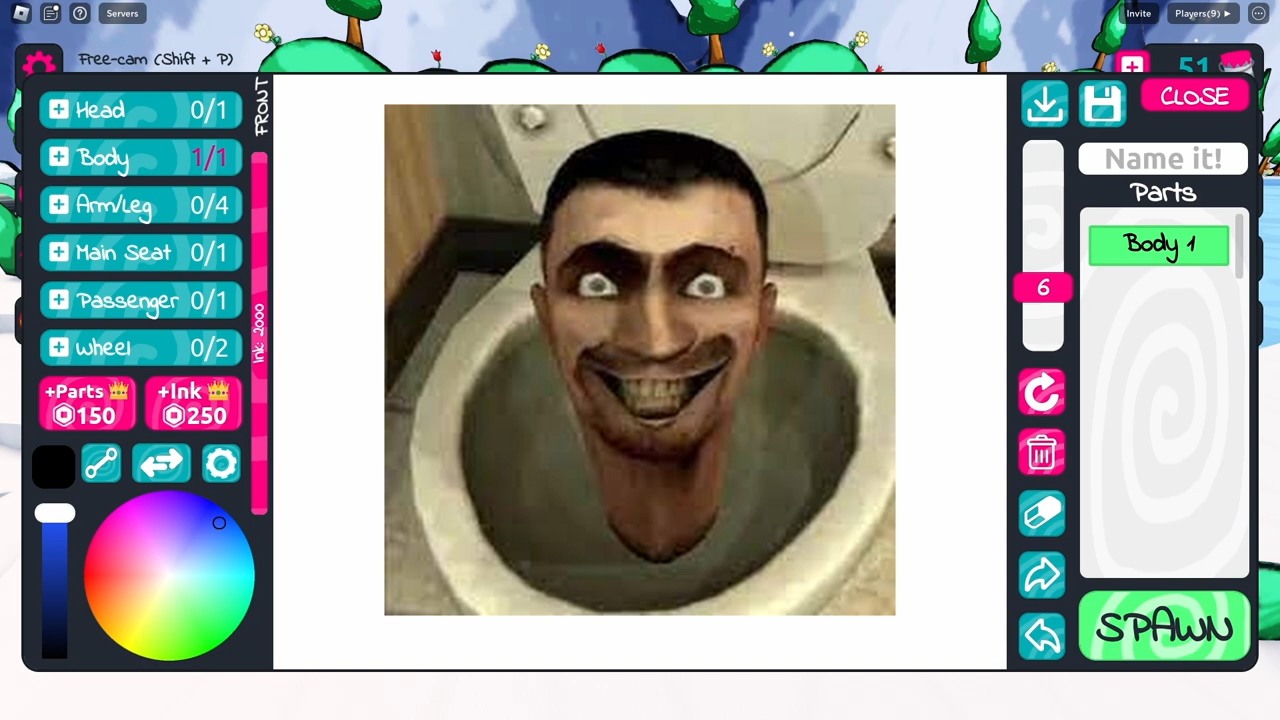 Servers
Invite
Players(9)
Free-cam (Shift + P)
51
Head 0/1
Body 1/1
Arm/Leg 0/4
Main Seat 0/1
Passenger 0/1
Wheel 0/2
+Parts
150
+Ink
250
FRONT
Ink: 2000
CLOSE
Name it!
Parts
Body 1
6
SPAWN